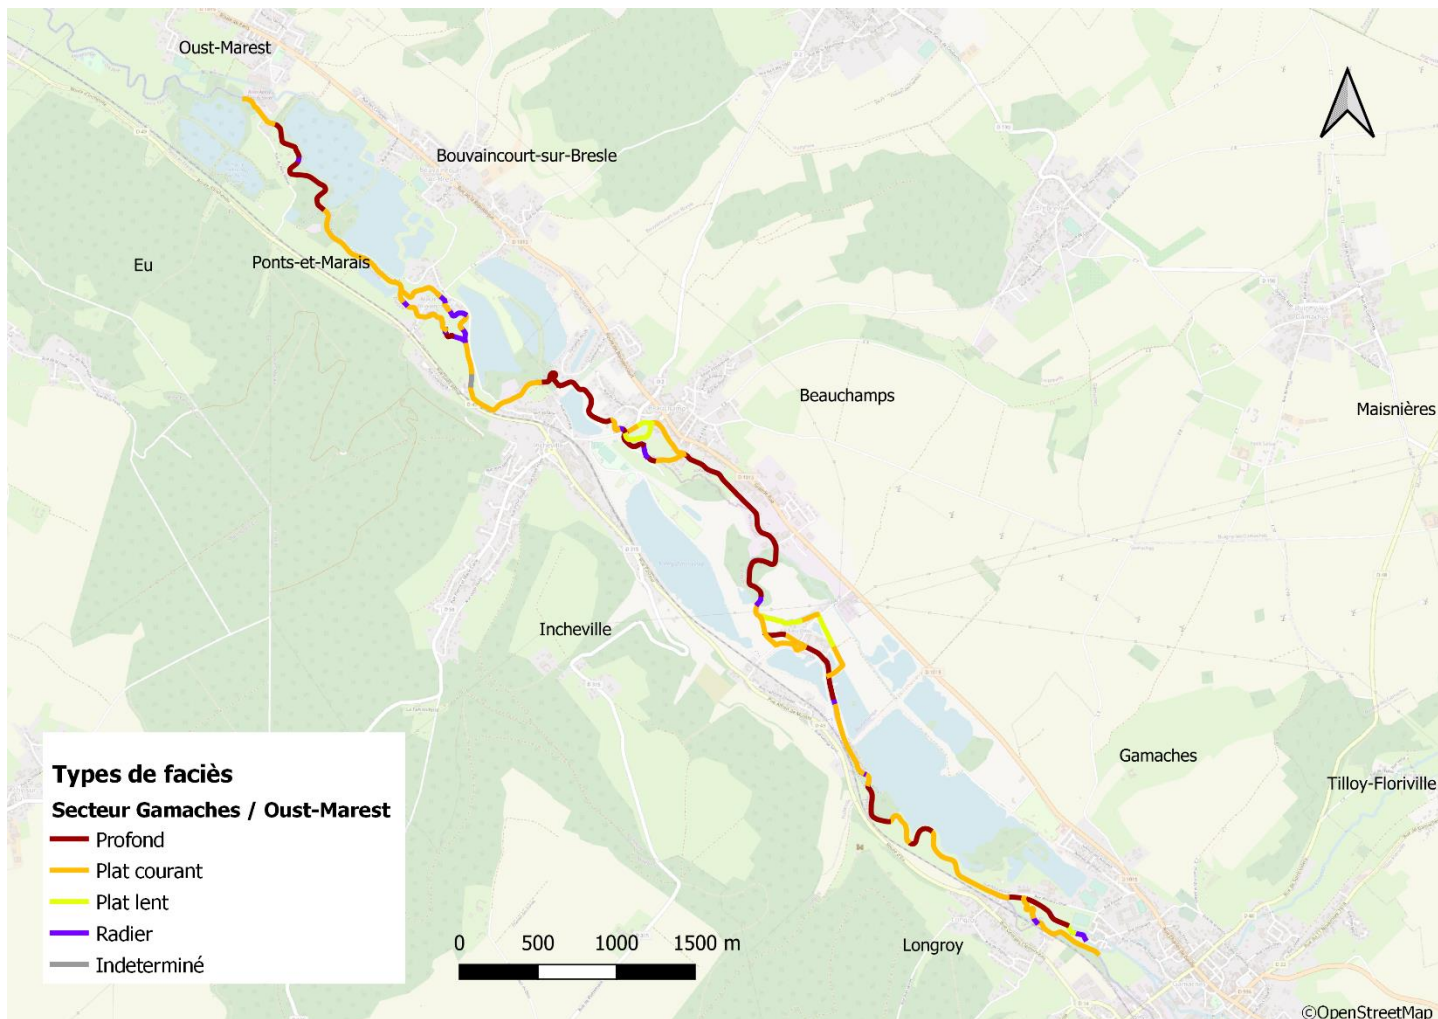 Oust-Marest
Bouvaincourt-sur-Bresle
Eu
Ponts-et-Marais
Beauchamps
Maisnières
Incheville
Gamaches
Tilloy-Floriville
Longroy
Types de faciès
Secteur Gamaches / Oust-Marest
Profond
Plat courant
Plat lent
Radier
Indeterminé
0 500 1000 1500 m
©OpenStreetMap